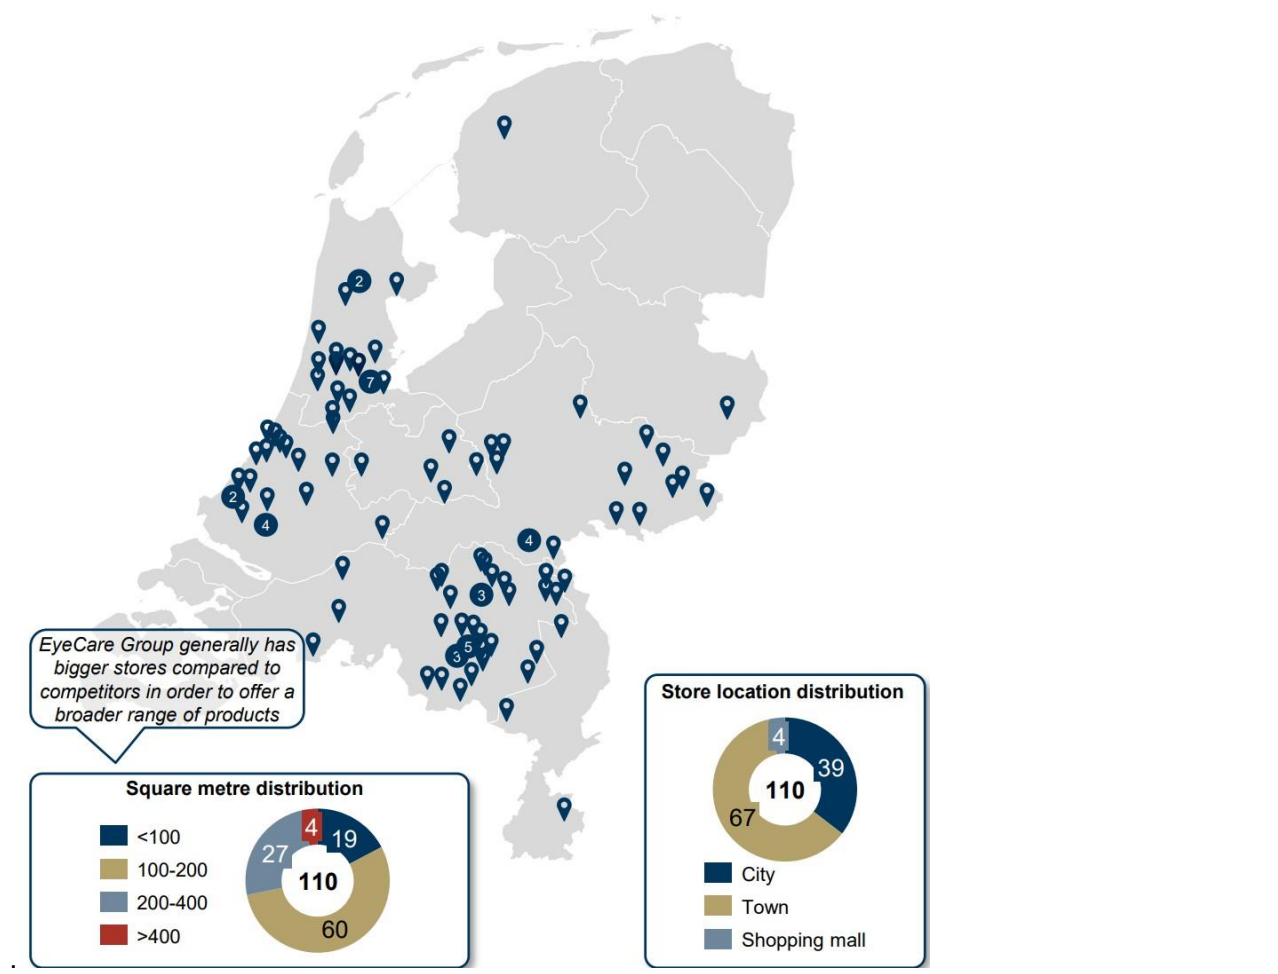 2
7
2
4
4
3
5
3
EyeCare Group generally has
bigger stores compared to
competitors in order to offer a
broader range of products
Square metre distribution
<100
100-200
200-400
>400
4
19
27
110
60
Store location distribution
4
39
110
67
City
Town
Shopping mall